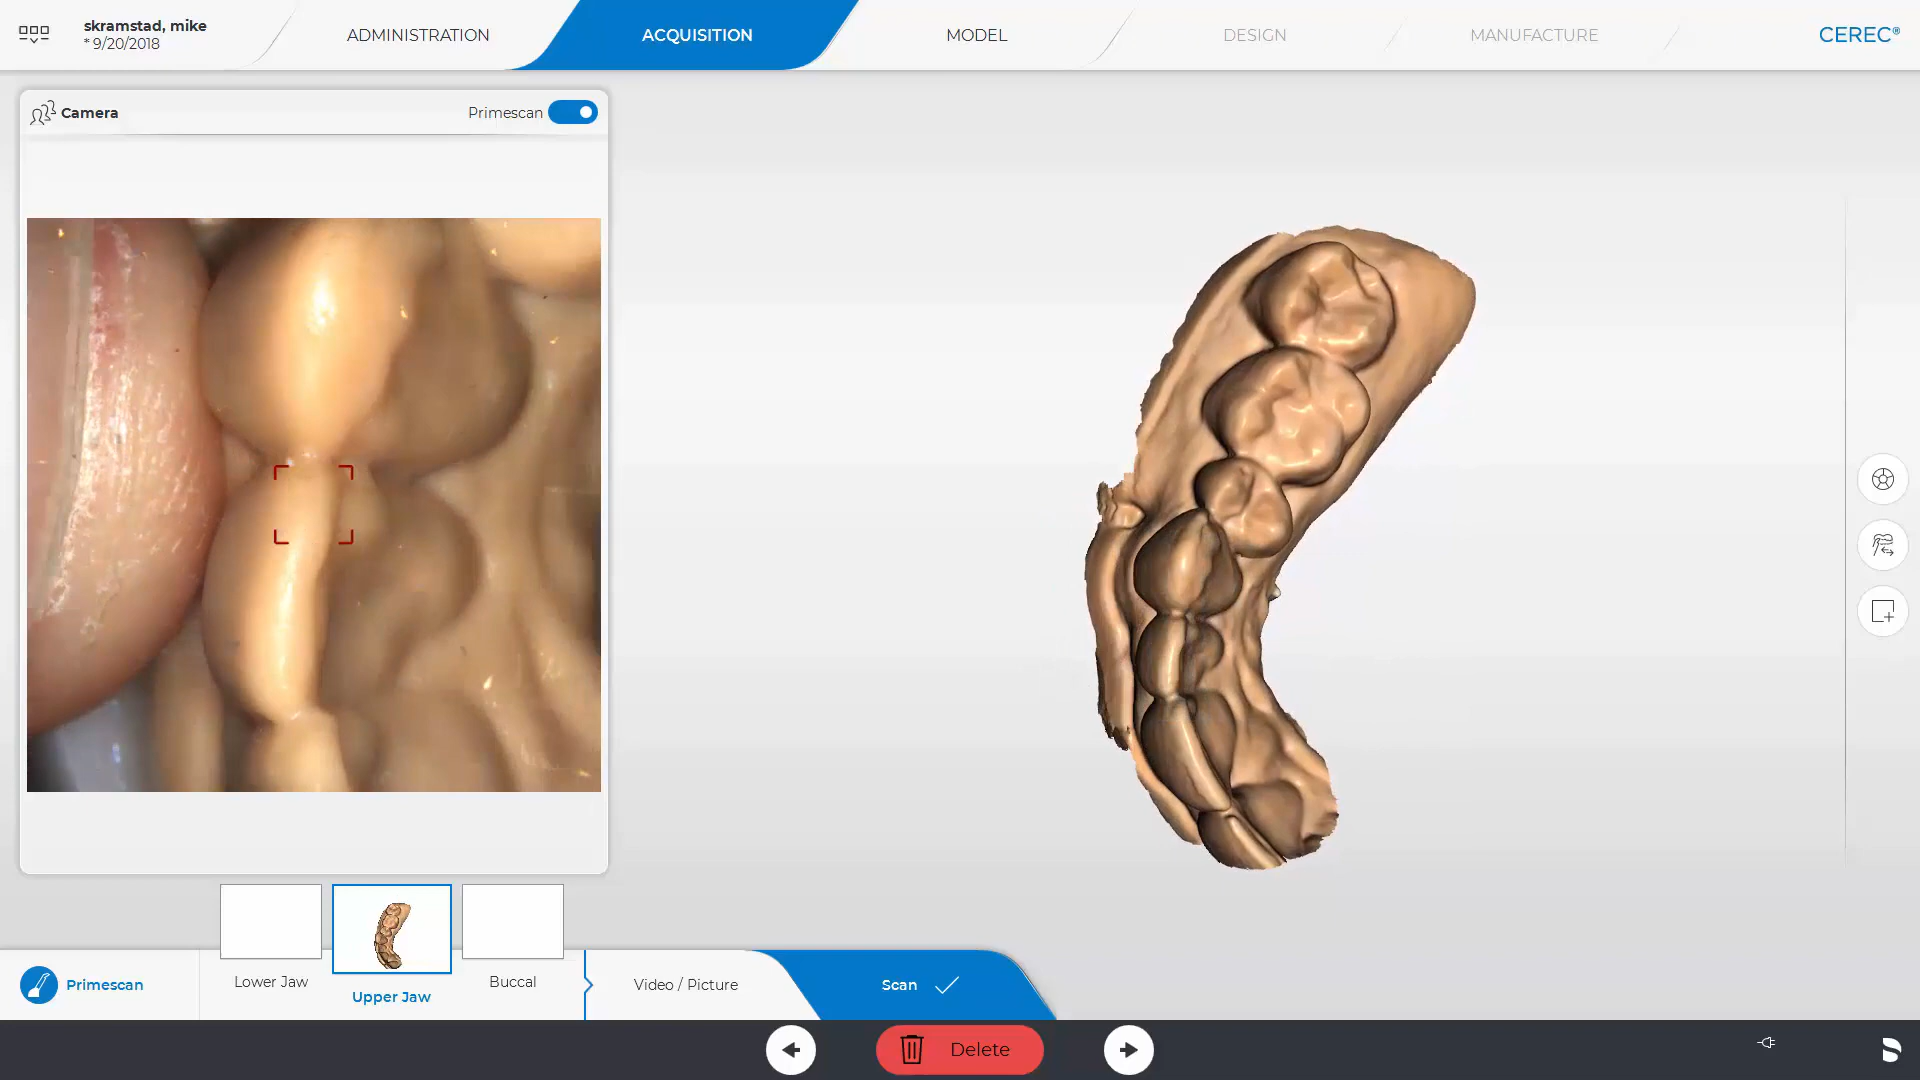 skramstad, mike
* 9/20/2018
ADMINISTRATION
ACQUISITION
MODEL
DESIGN
MANUFACTURE
CEREC®
Camera
Primescan
Primescan
Lower Jaw
Upper Jaw
Buccal
Video / Picture
Scan
Delete